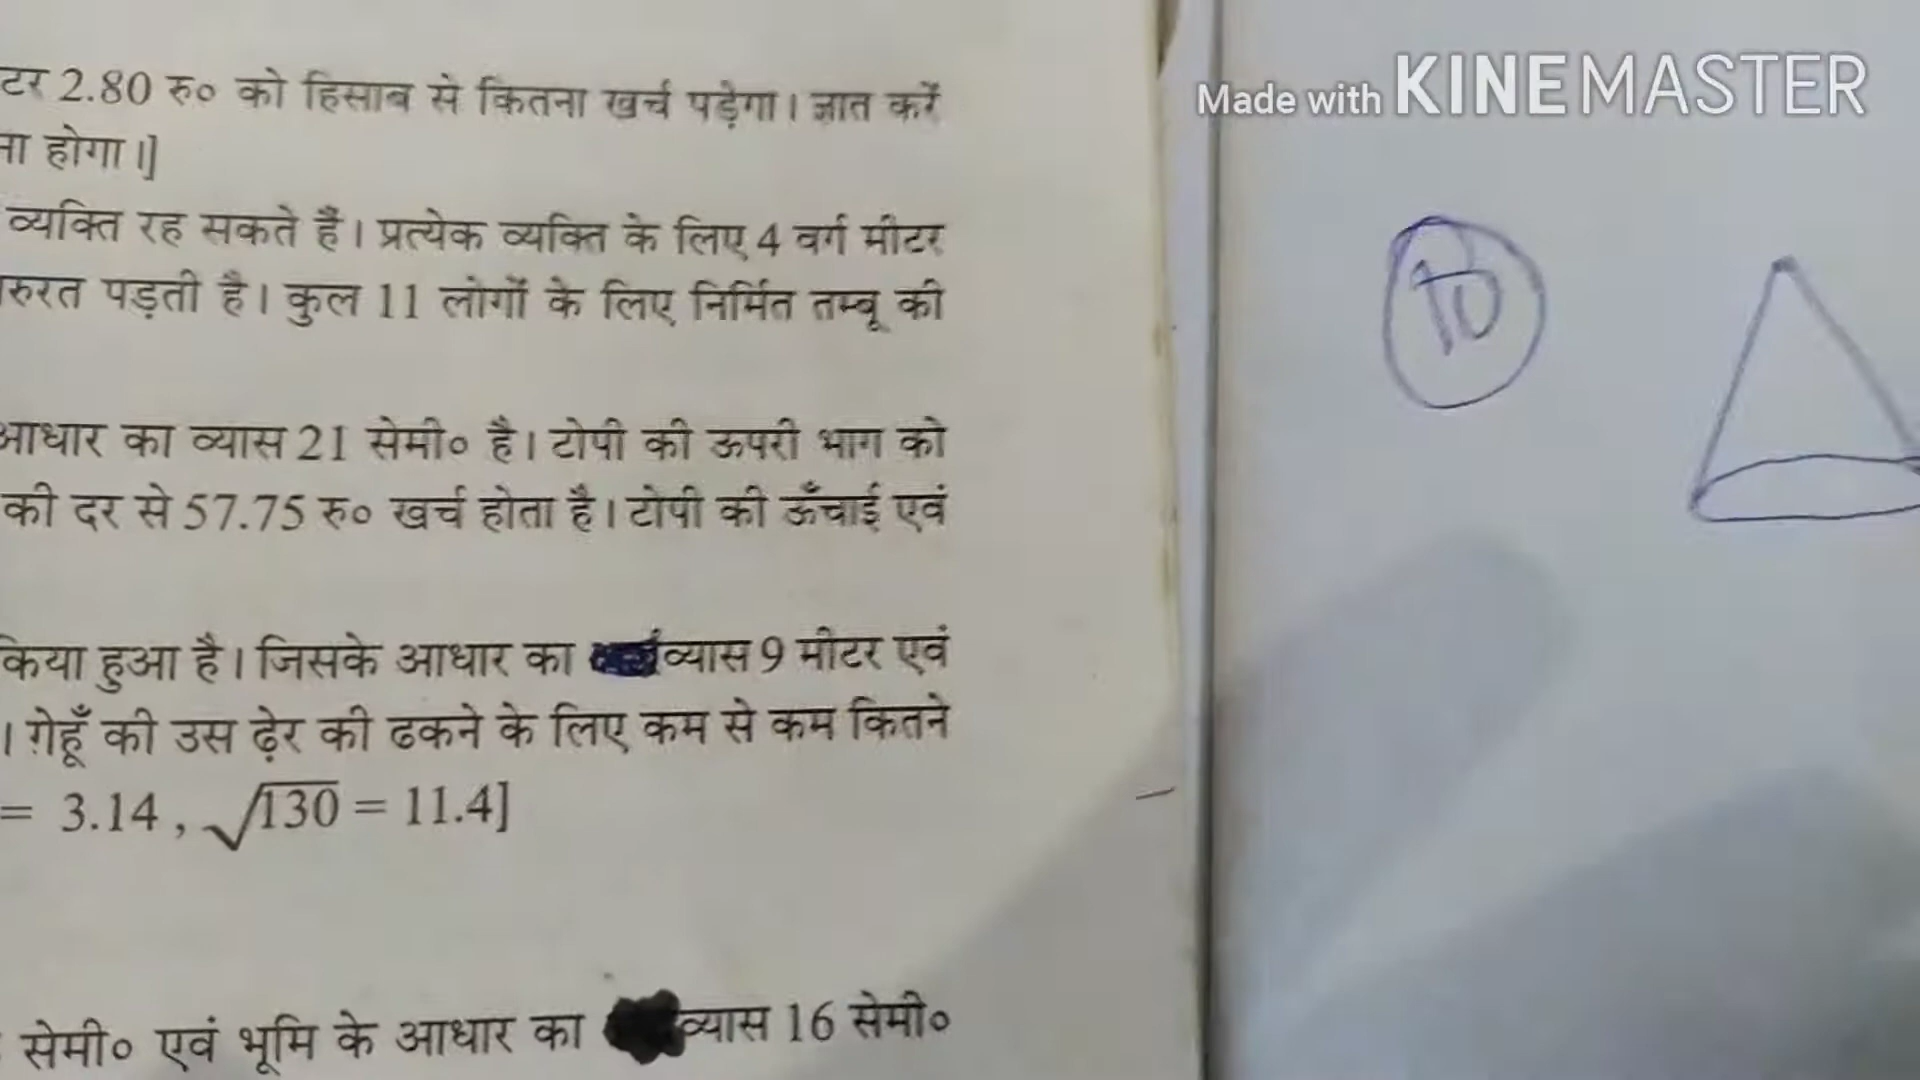 टर 2.80 रु० को हिसाब से कितना खर्च पड़ेगा। ज्ञात करें
ना होगा।]
व्यक्ति रह सकते हैं। प्रत्येक व्यक्ति के लिए 4 वर्ग मीटर
रुरत पड़ती है। कुल 11 लोगों के लिए निर्मित तम्बू की
आधार का व्यास 21 सेमी० है। टोपी की ऊपरी भाग को
की दर से 57.75 रु० खर्च होता है। टोपी की ऊँचाई एवं
किया हुआ है। जिसके आधार का व्यास 9 मीटर एवं
। ग़ेहूँ की उस ढ़ेर की ढकने के लिए कम से कम कितने
= 3.14 , √130 = 11.4]
सेमी० एवं भूमि के आधार का व्यास 16 सेमी०
Made with KINEMASTER
10